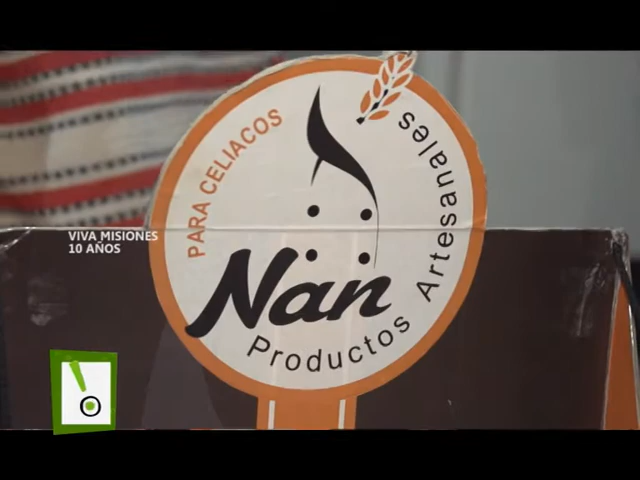 PARA CELIACOS
Nan
Productos Artesanales
VIVA MISIONES
10 AÑOS